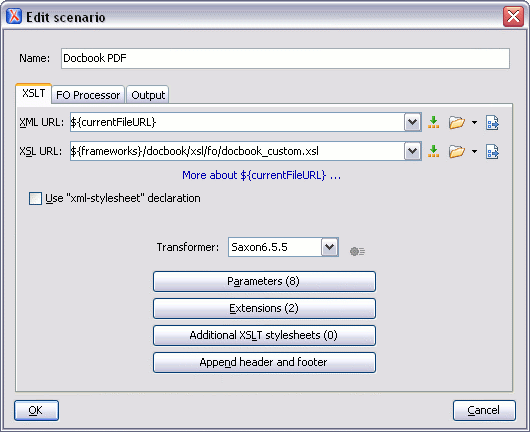 Edit scenario
Name: Docbook PDF
XSLT FO Processor Output
XML URL: ${currentFileURL}
XSL URL: ${frameworks}/docbook/xsl/fo/docbook_custom.xsl
More about ${currentFileURL} ...
Use "xml-stylesheet" declaration
Transformer: Saxon6.5.5
Parameters (8)
Extensions (2)
Additional XSLT stylesheets (0)
Append header and footer
OK Cancel